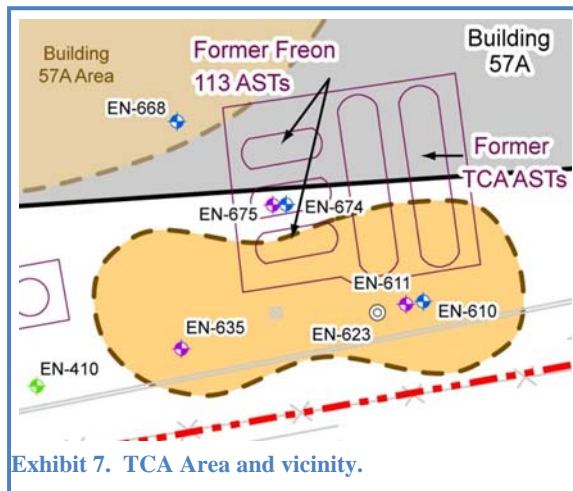 Former Freon
113 ASTs
Building
57A
Building
57A Area
EN-668
Former
TCA ASTs
EN-675
EN-674
EN-611
EN-635
EN-623
EN-610
EN-410
Exhibit 7. TCA Area and vicinity.